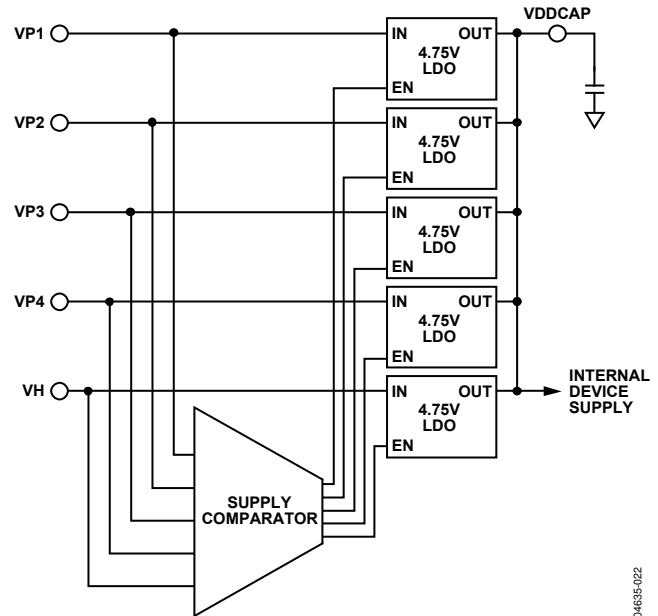 VP1
IN
OUT
4.75V
LDO
EN
VDDCAP
VP2
IN
OUT
4.75V
LDO
EN
VP3
IN
OUT
4.75V
LDO
EN
VP4
IN
OUT
4.75V
LDO
EN
VH
IN
OUT
4.75V
LDO
EN
INTERNAL
DEVICE
SUPPLY
SUPPLY
COMPARATOR
04635-022